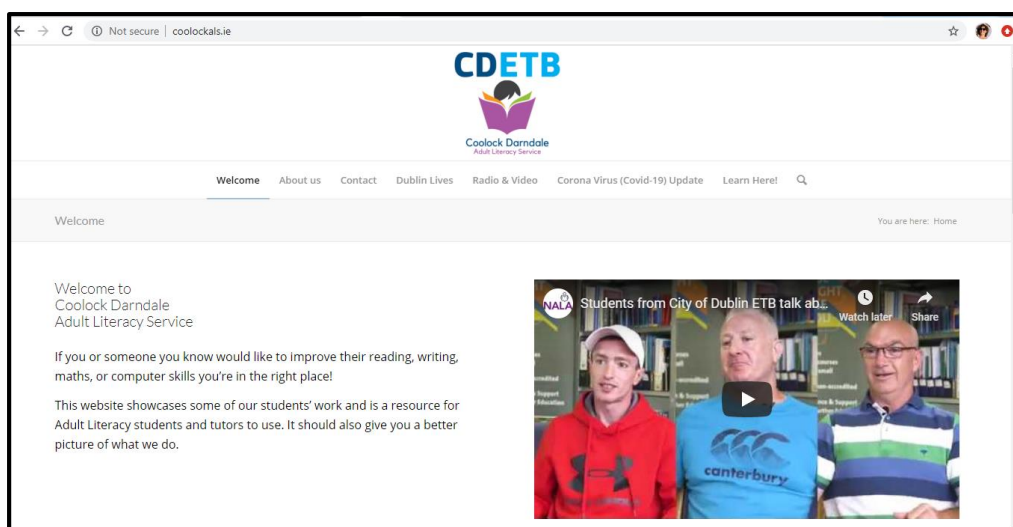 Not secure | coolockals.ie
CDETB
Coolock Darndale
Adult Literacy Service
Welcome About us Contact Dublin Lives Radio & Video Corona Virus (Covid-19) Update Learn Here!
Welcome You are here: Home
Welcome to
Coolock Darndale
Adult Literacy Service
If you or someone you know would like to improve their reading, writing,
maths, or computer skills you're in the right place!
This website showcases some of our students' work and is a resource for
Adult Literacy students and tutors to use. It should also give you a better
picture of what we do.
NALA Students from City of Dublin ETB talk ab...
Watch later Share
canterbury